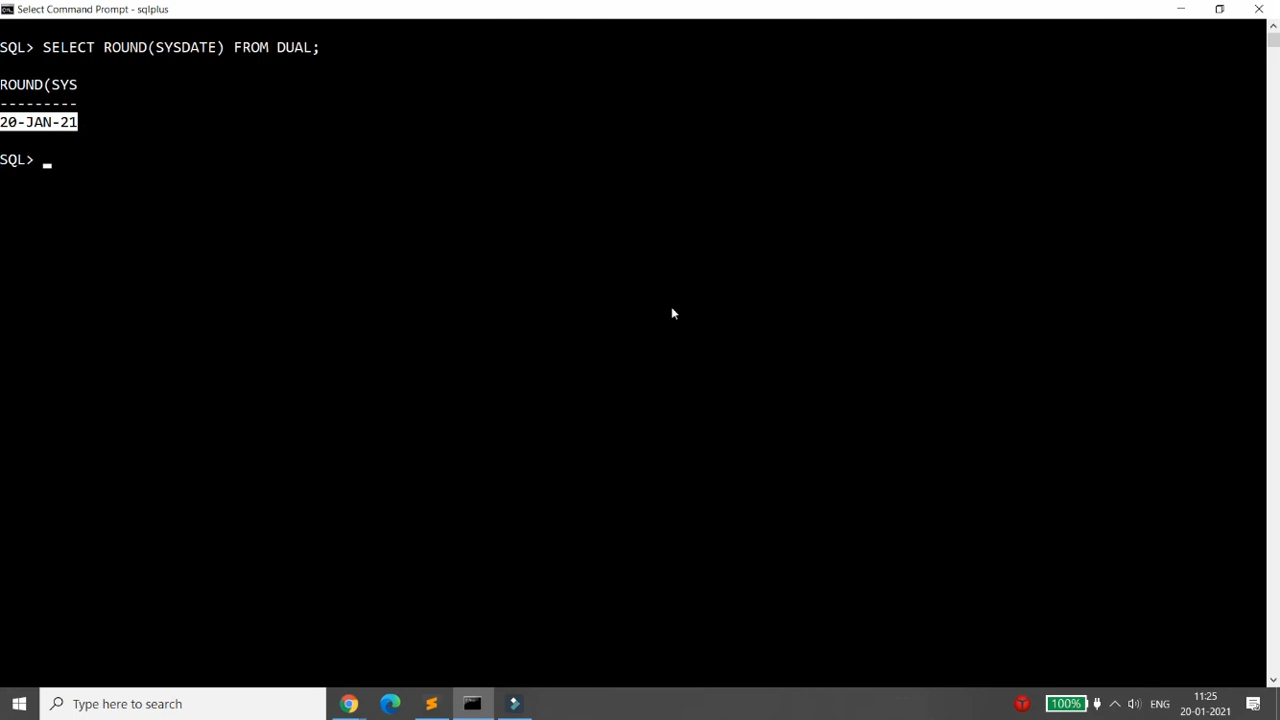 Select Command Prompt - sqlplus
SQL> SELECT ROUND(SYSDATE) FROM DUAL;
ROUND(SYS
---------
20-JAN-21
SQL>
Type here to search
100%
ENG
11:25
20-01-2021